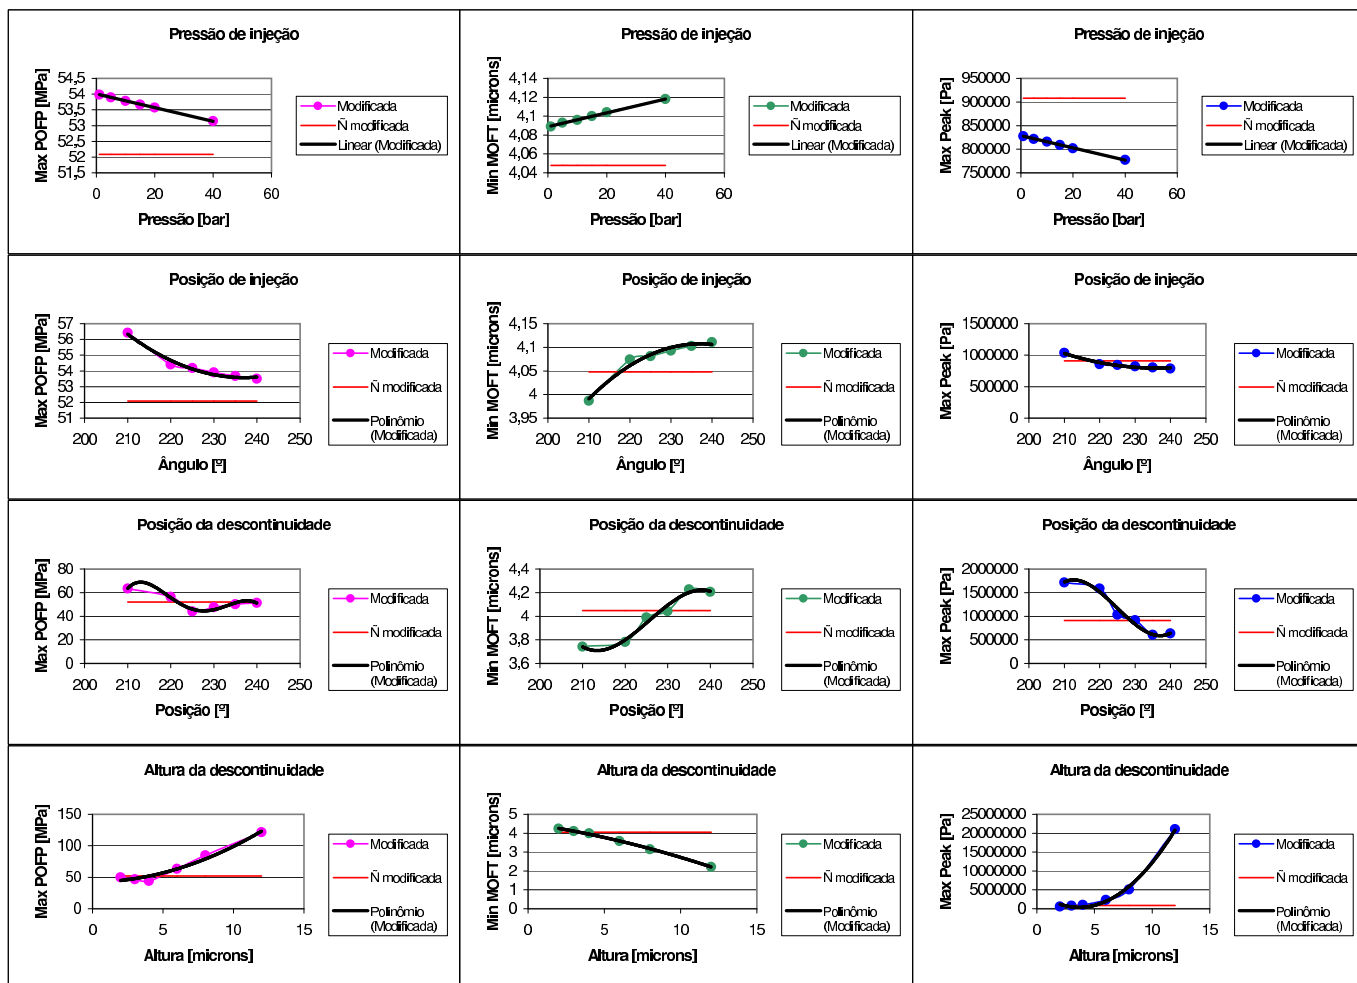 Pressão de injeção
Max POFP [MPa]
54,5
54
53,5
53
52,5
52
51,5
0
20
40
60
Pressão [bar]
Modificada
Ñ modificada
Linear (Modificada)
Pressão de injeção
Min MOFT [microns]
4,14
4,12
4,1
4,08
4,06
4,04
0
20
40
60
Pressão [bar]
Modificada
Ñ modificada
Linear (Modificada)
Pressão de injeção
Max Peak [Pa]
950000
900000
850000
800000
750000
0
20
40
60
Pressão [bar]
Modificada
Ñ modificada
Linear (Modificada)
Posição de injeção
Max POFP [MPa]
57
56
55
54
53
52
51
200
210
220
230
240
250
Ângulo [º]
Modificada
Ñ modificada
Polinômio
(Modificada)
Posição de injeção
Min MOFT [microns]
4,15
4,1
4,05
4
3,95
200
210
220
230
240
250
Ângulo [º]
Modificada
Ñ modificada
Polinômio
(Modificada)
Posição de injeção
Max Peak [Pa]
1500000
1000000
500000
0
200
210
220
230
240
250
Ângulo [º]
Modificada
Ñ modificada
Polinômio
(Modificada)
Posição da descontinuidade
Max POFP [MPa]
80
60
40
20
0
200
210
220
230
240
250
Posição [º]
Modificada
Ñ modificada
Polinômio
(Modificada)
Posição da descontinuidade
Min MOFT [microns]
4,4
4,2
4
3,8
3,6
200
210
220
230
240
250
Posição [º]
Modificada
Ñ modificada
Polinômio
(Modificada)
Posição da descontinuidade
Max Peak [Pa]
2000000
1500000
1000000
500000
0
200
210
220
230
240
250
Posição [º]
Modificada
Ñ modificada
Polinômio
(Modificada)
Altura da descontinuidade
Max POFP [MPa]
150
100
50
0
0
5
10
15
Altura [microns]
Modificada
Ñ modificada
Polinômio
(Modificada)
Altura da descontinuidade
Min MOFT [microns]
5
4
3
2
1
0
0
5
10
15
Altura [microns]
Modificada
Ñ modificada
Polinômio
(Modificada)
Altura da descontinuidade
Max Peak [Pa]
25000000
20000000
15000000
10000000
5000000
0
0
5
10
15
Altura [microns]
Modificada
Ñ modificada
Polinômio
(Modificada)